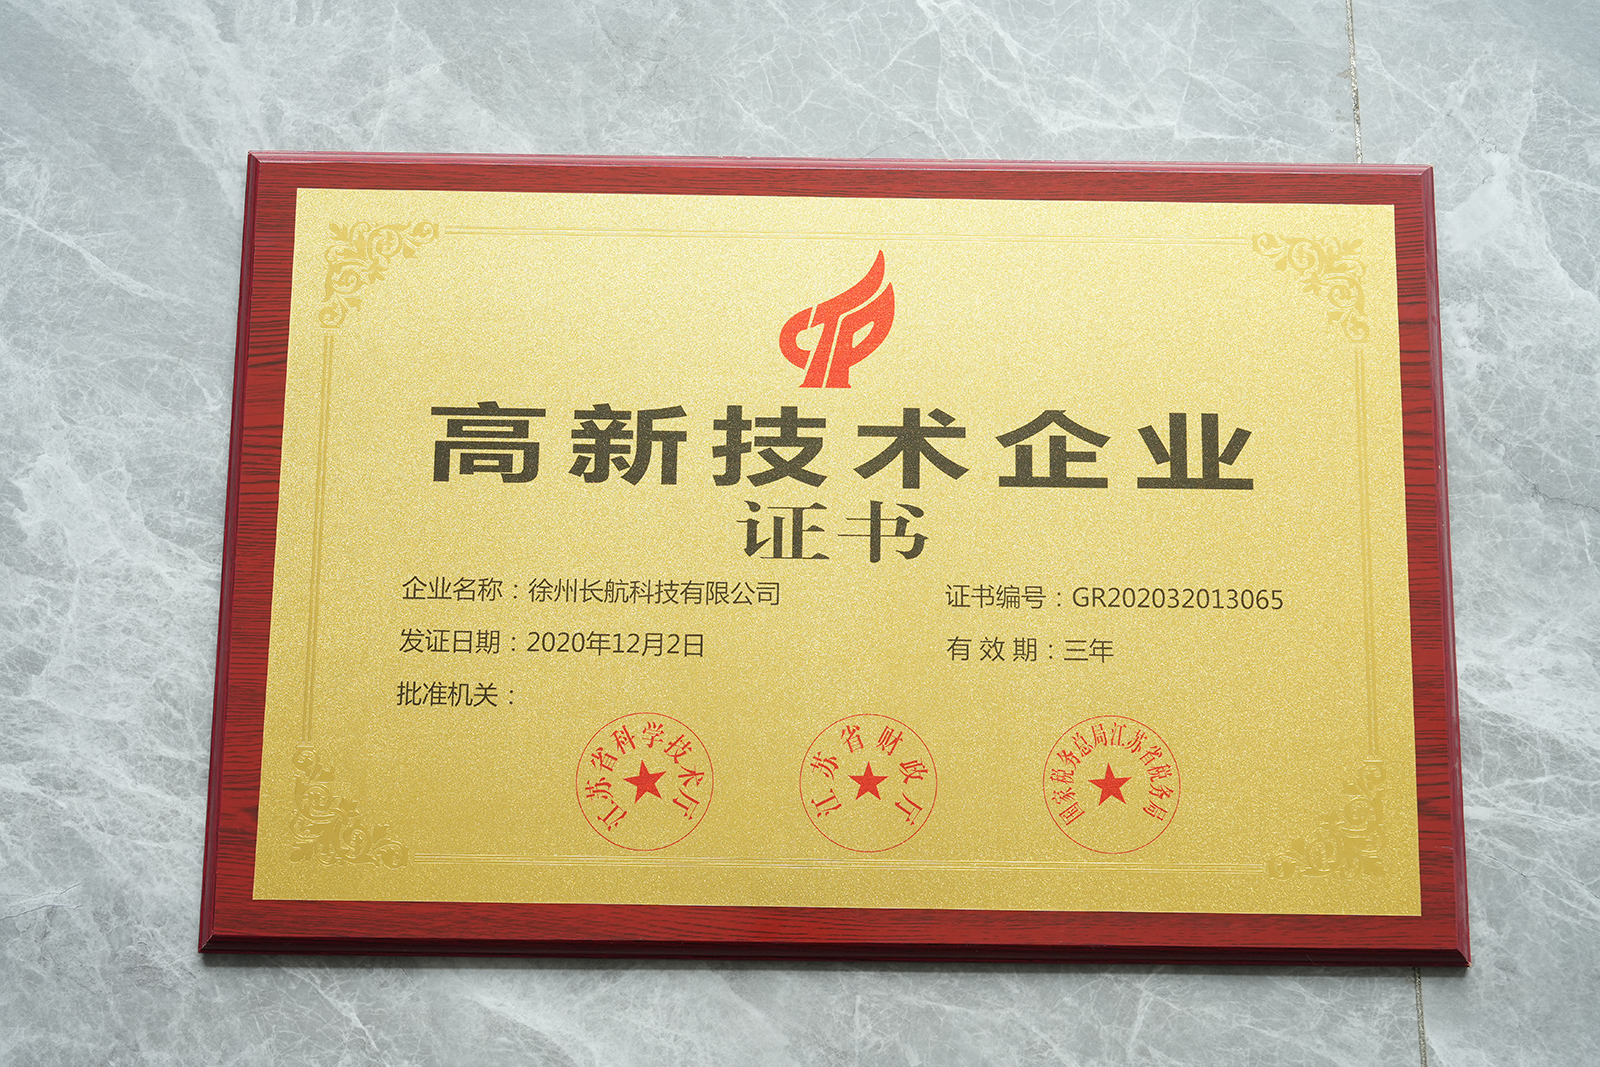 CTP
高新技术企业
证书
企业名称：徐州长航科技有限公司
证书编号：GR202032013065
发证日期：2020年12月2日
有 效 期：三年
批准机关：
江苏省科学技术厅
江苏省财政厅
国家税务总局江苏省税务局